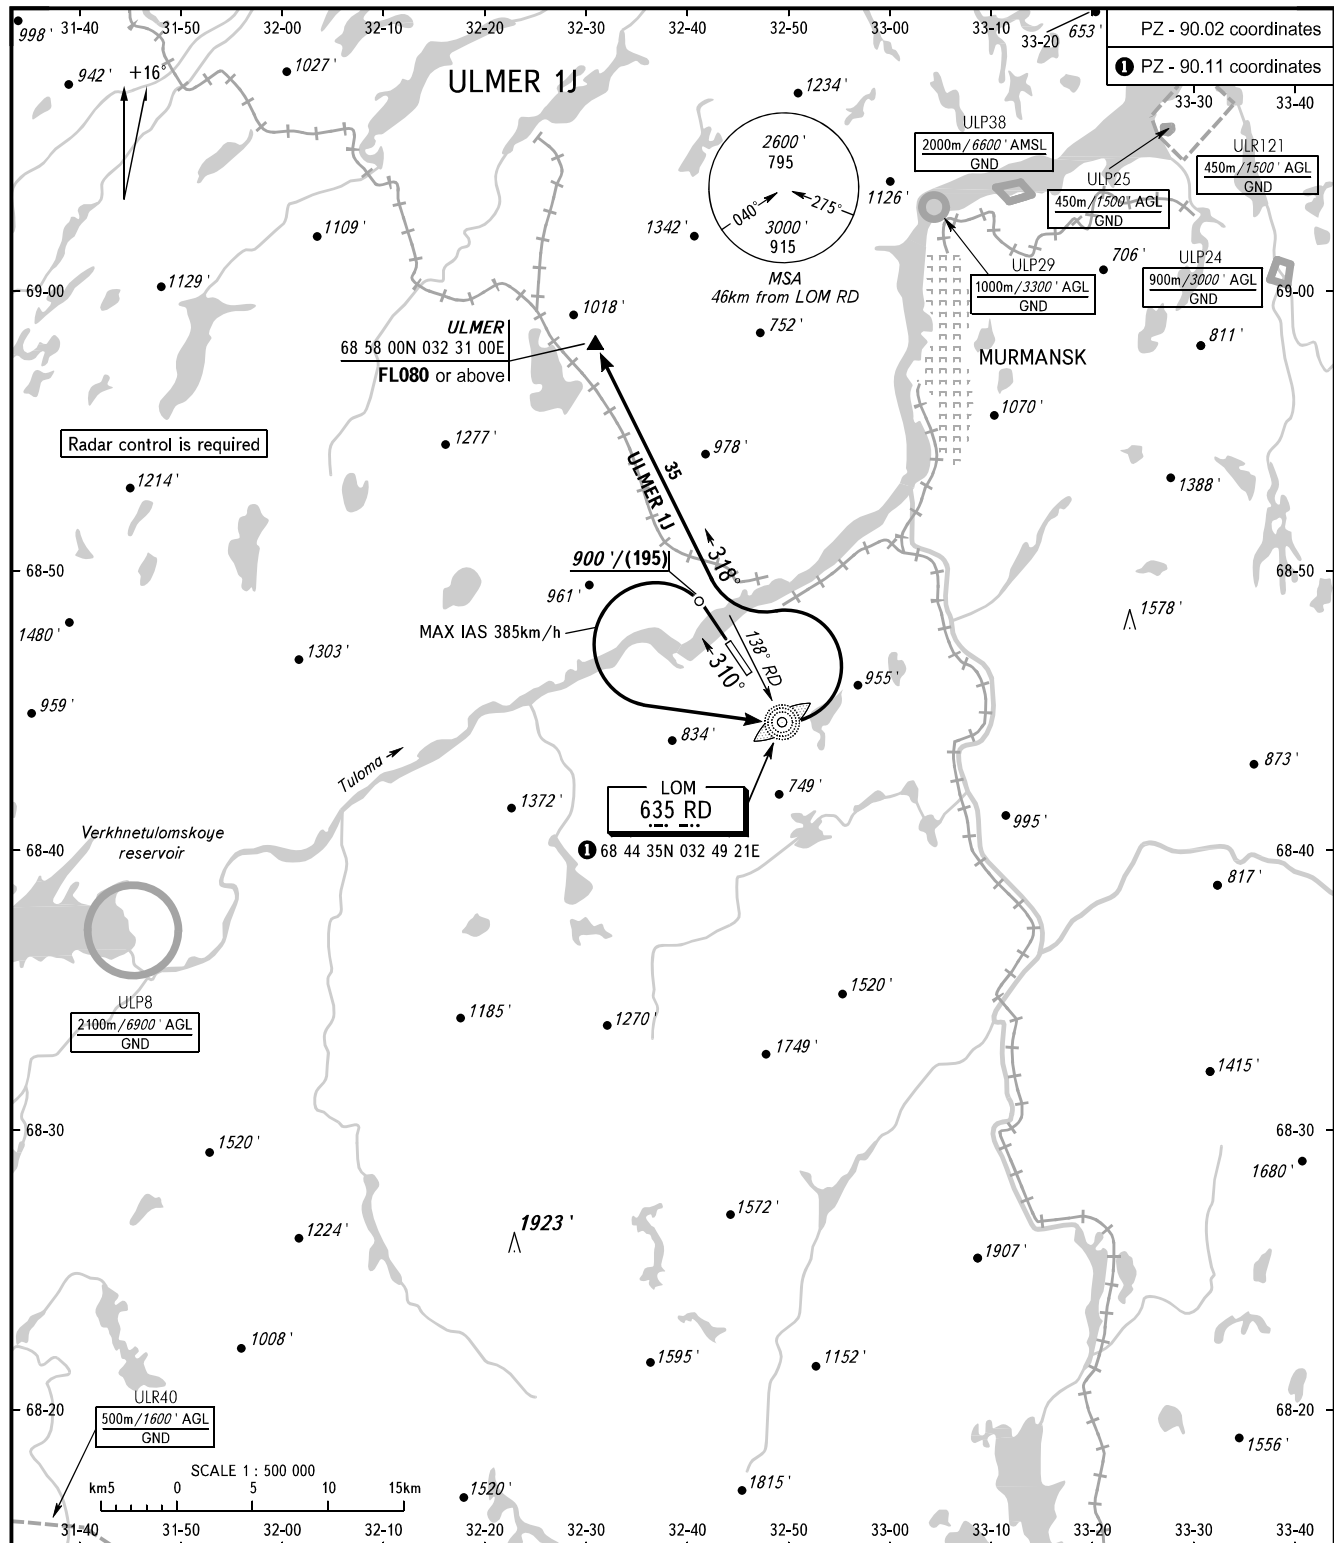 31-40 31-50 32-00 32-10 32-20 32-30 32-40 32-50 33-00 33-10 33-20
998'
653'
PZ - 90.02 coordinates
❶ PZ - 90.11 coordinates
33-30 33-40
942'
+16°
1027'
ULMER 1J
1234'
2600'
795
040°
275°
3000'
915
MSA
46km from LOM RD
ULP38
2000m/6600' AMSL
GND
ULR121
450m/1500' AGL
GND
ULP25
450m/1500' AGL
GND
1126'
1109'
1342'
706'
ULP24
900m/3000' AGL
GND
ULP29
1000m/3300' AGL
GND
1129'
69-00
69-00
1018'
752'
811'
ULMER
68 58 00N 032 31 00E
FL080 or above
MURMANSK
1070'
Radar control is required
1277'
978'
35
ULMER 1J
1214'
1388'
318°
900'/(195)
68-50
68-50
961'
1578'
1480'
MAX IAS 385km/h
138° RD
310°
1303'
955'
959'
834'
Tuloma
873'
LOM
635 RD
749'
❶ 68 44 35N 032 49 21E
1372'
995'
Verkhnetulomskoye
reservoir
68-40
68-40
817'
ULP8
2100m/6900' AGL
GND
1520'
1185'
1270'
1749'
1415'
68-30
68-30
1520'
1680'
1572'
1923'
1224'
1907'
1008'
1595'
1152'
ULR40
500m/1600' AGL
GND
68-20
68-20
1556'
SCALE 1 : 500 000
km5 0 5 10 15km
1520'
1815'
31-40 31-50 32-00 32-10 32-20 32-30 32-40 32-50 33-00 33-10 33-20 33-30 33-40